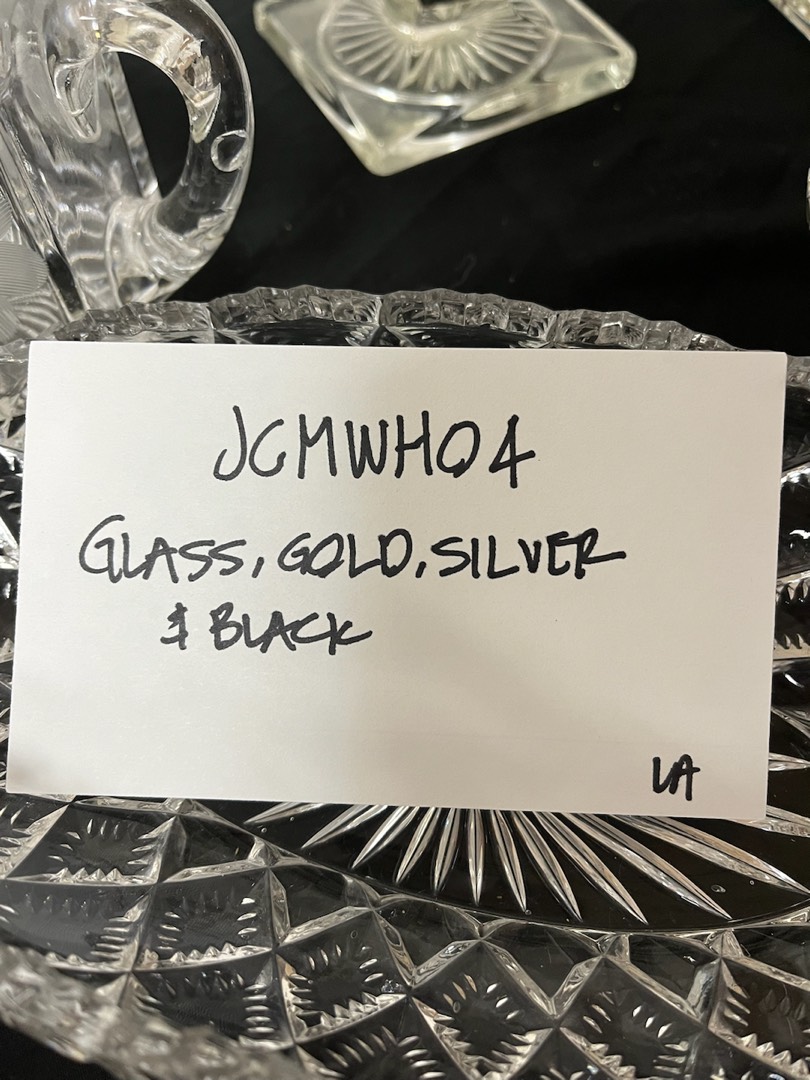 JCMWH04
GLASS, GOLD, SILVER
& BLACK
LA